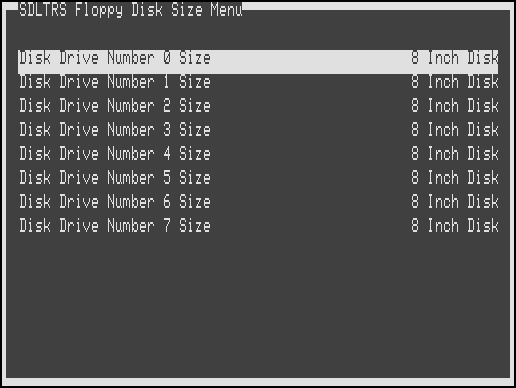 SDLTRS Floppy Disk Size Menu
Disk Drive Number 0 Size 8 Inch Disk
Disk Drive Number 1 Size 8 Inch Disk
Disk Drive Number 2 Size 8 Inch Disk
Disk Drive Number 3 Size 8 Inch Disk
Disk Drive Number 4 Size 8 Inch Disk
Disk Drive Number 5 Size 8 Inch Disk
Disk Drive Number 6 Size 8 Inch Disk
Disk Drive Number 7 Size 8 Inch Disk